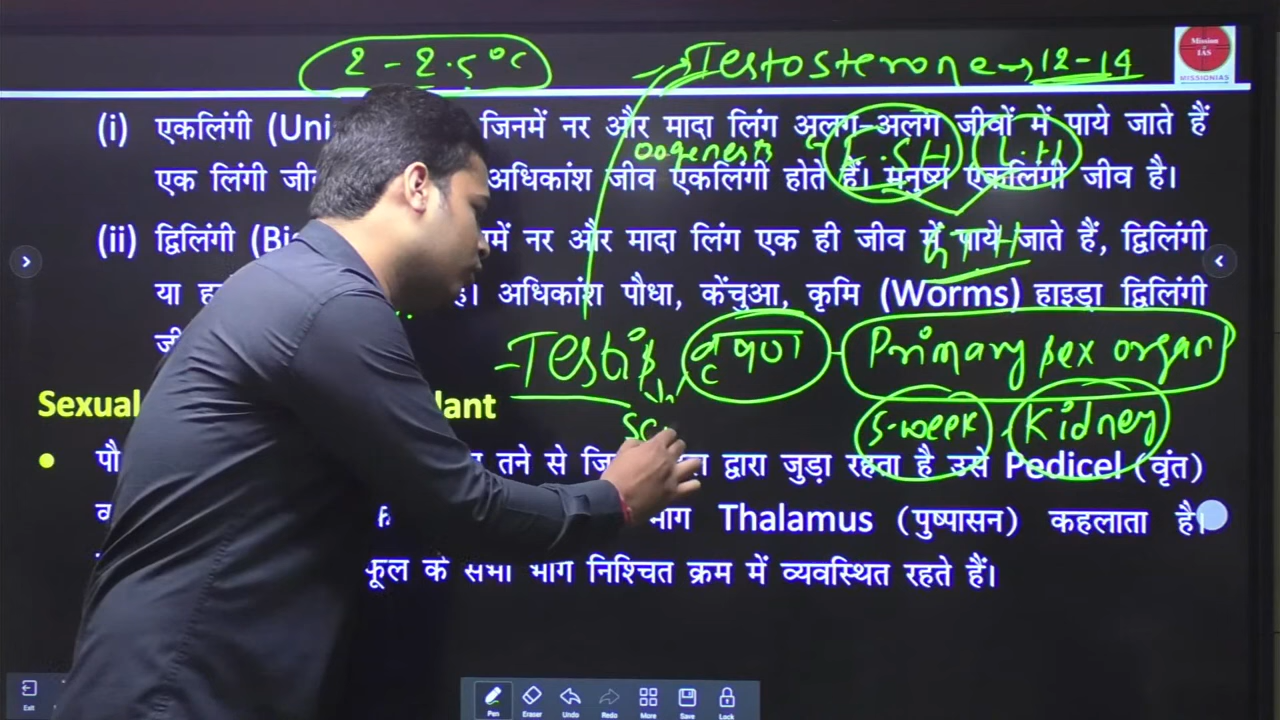 2 - 2.5°C
→ Testosterone → 12-14
Mission IAS
MISSIONIAS
(i) एकलिंगी (Uni जिनमें नर और मादा लिंग अलग-अलग जीवों में पाये जाते हैं
oogenesis F.SH L.H
एक लिंगी अधिकांश जीव एकलिंगी होते हैं। मनुष्य एकलिंगी जीव है।
(ii) द्विलिंगी नर और मादा लिंग एक ही जीव में पाये जाते हैं, द्विलिंगी
या अधिकांश पौधा, केंचुआ, कृमि (Worms) हाइड्रा द्विलिंगी
- Testis वृषण - Primary sex organ
Sexual
5-week Kidney
तने से द्वारा जुड़ा रहता है उसे Pedicel (वृंत)
Thalamus (पुष्पासन) कहलाता है।
फूल के सभी भाग निश्चित क्रम में व्यवस्थित रहते हैं।
Exit Pen Eraser Undo Redo More Save Lock